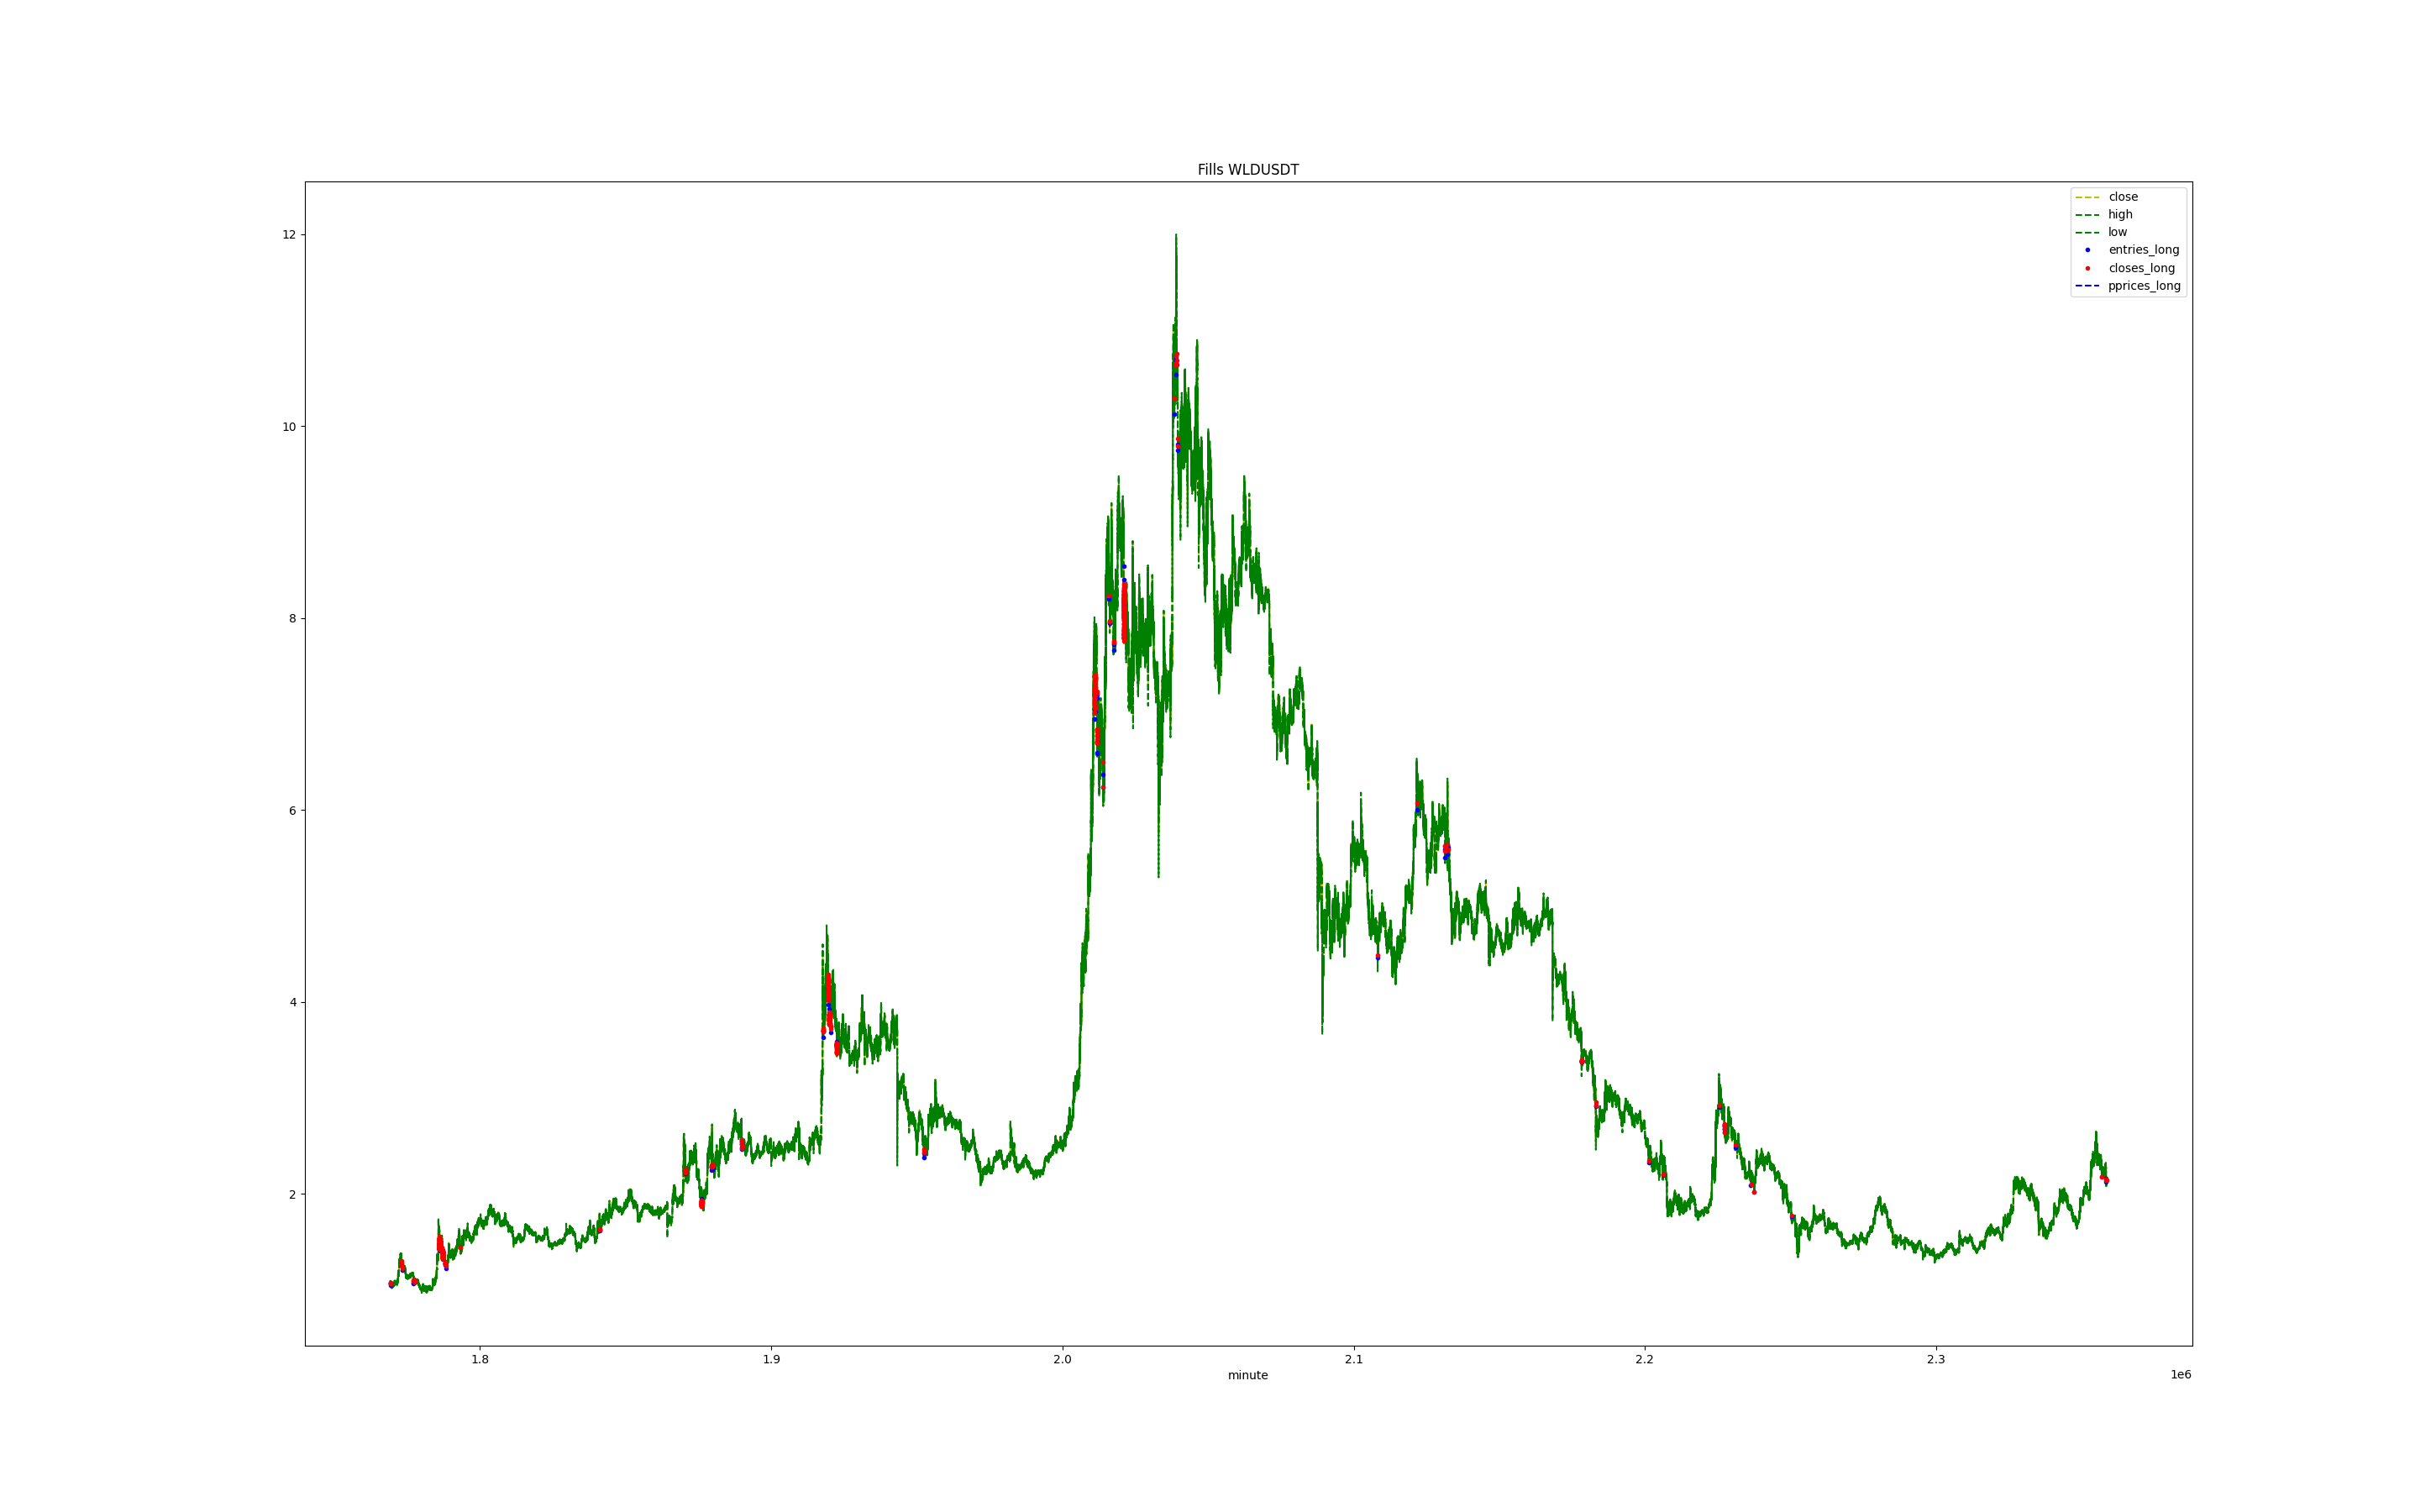 Fills WLDUSDT
close
high
low
entries_long
closes_long
pprices_long
12
10
8
6
4
2
1.8 1.9 2.0 2.1 2.2 2.3
minute
1e6